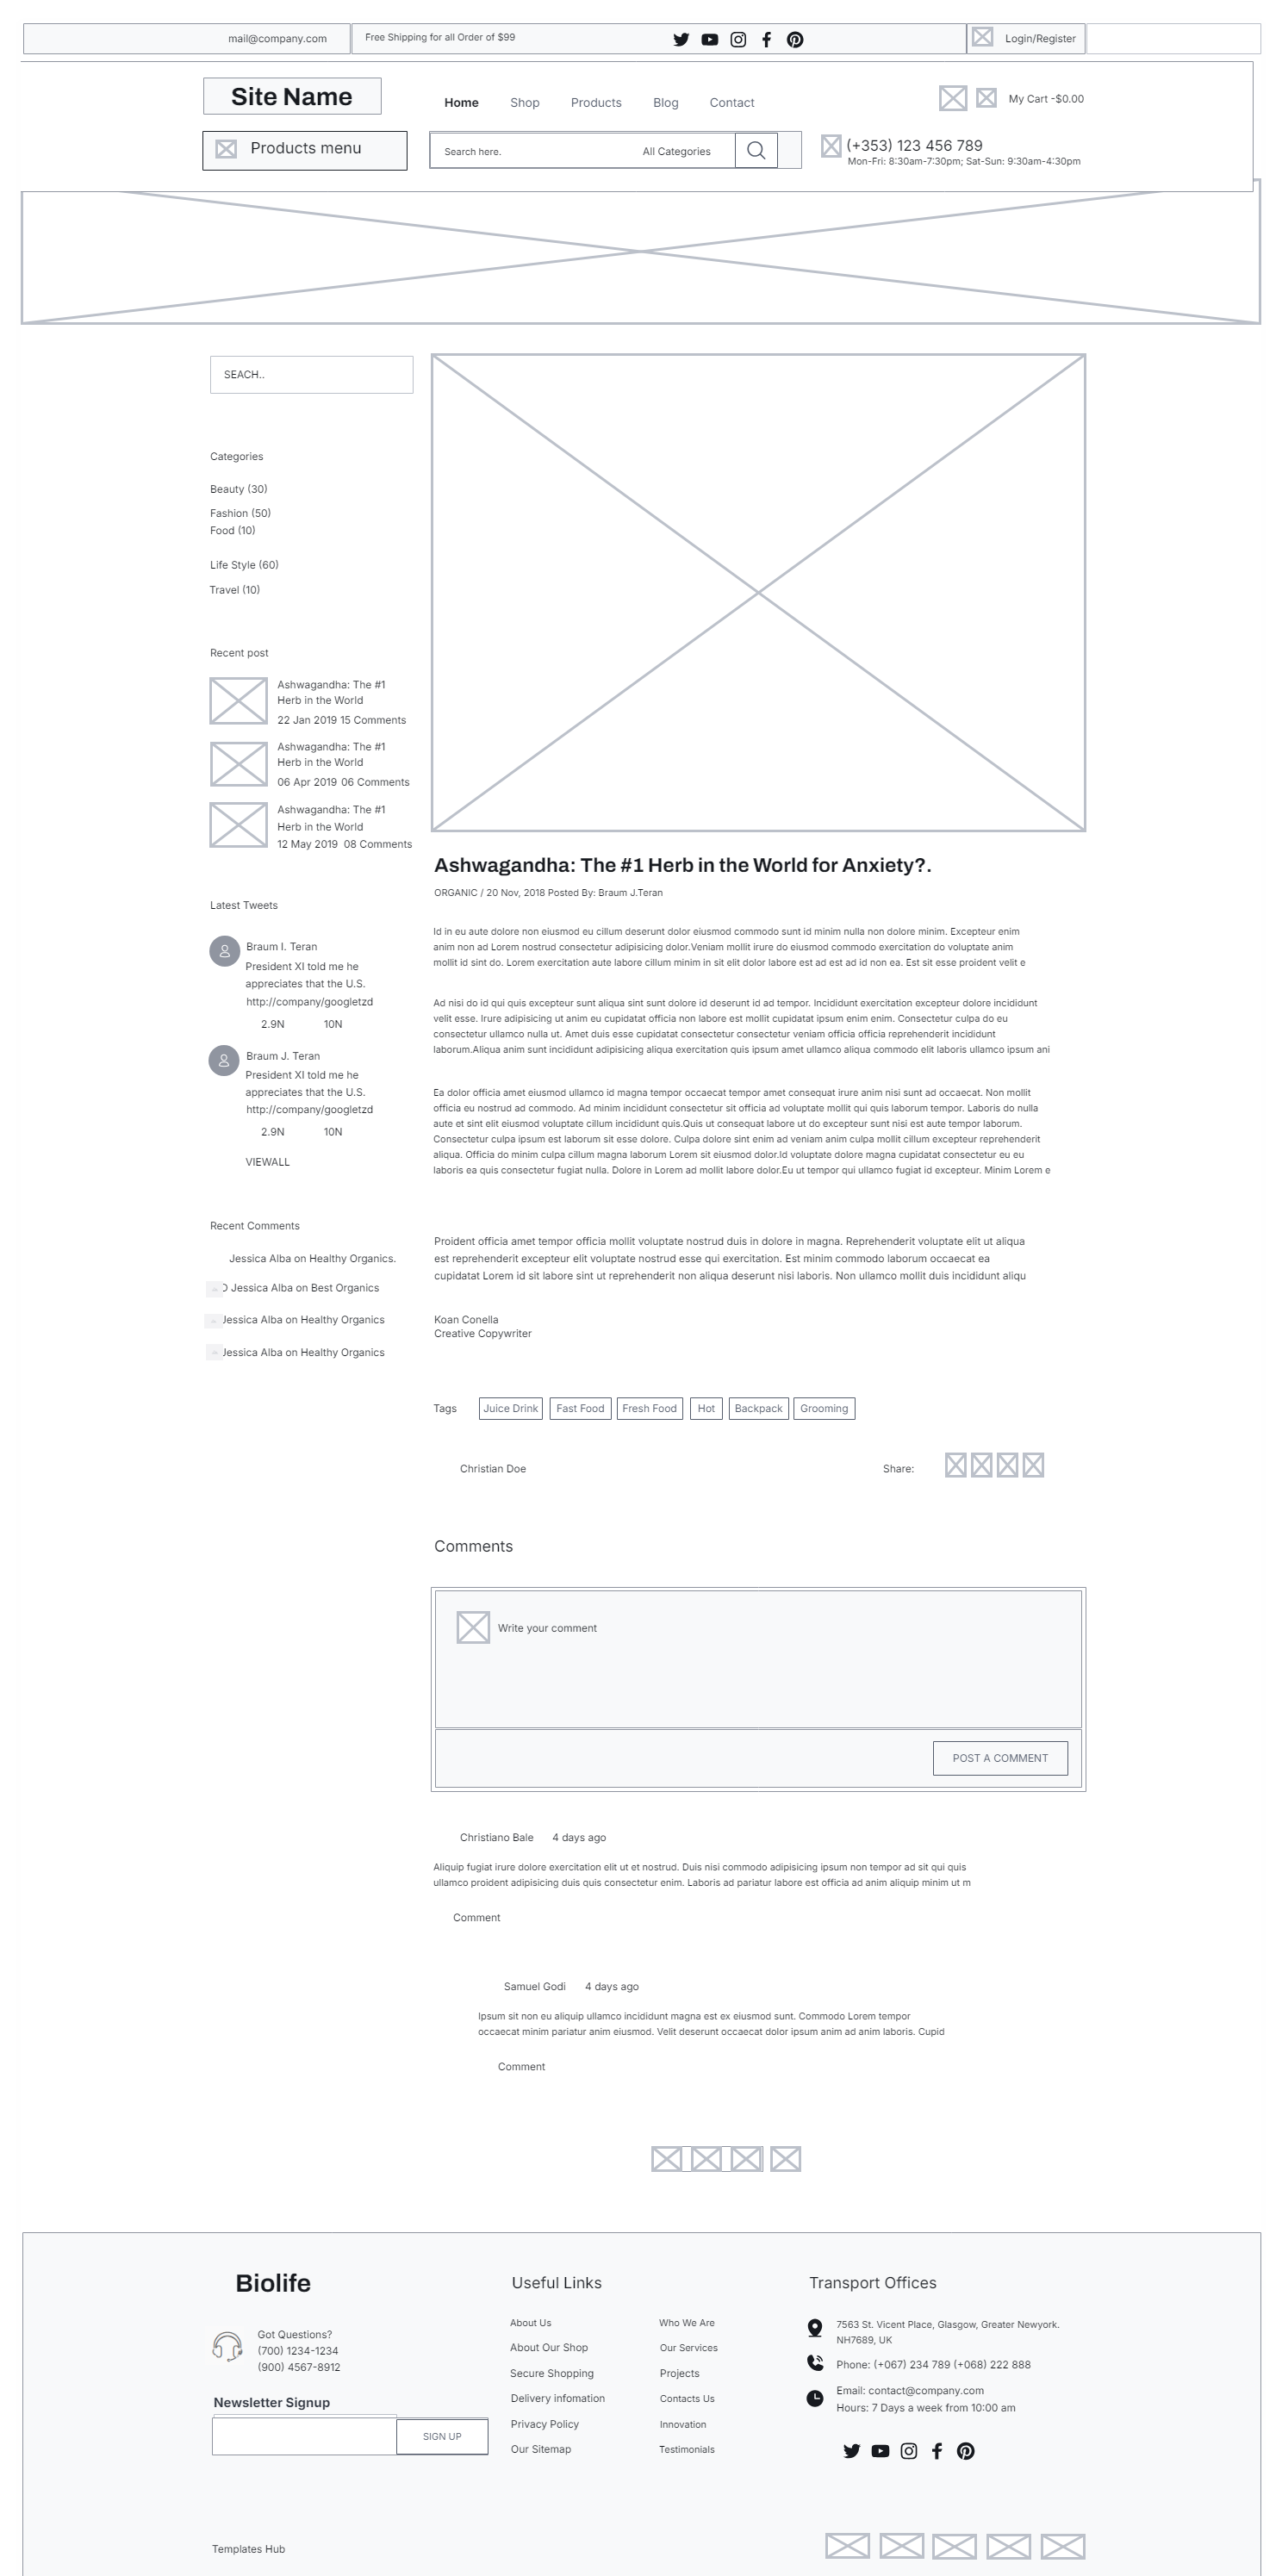 mail@company.com
Free Shipping for all Order of $99
Login/Register
Site Name
Home Shop Products Blog Contact
My Cart -$0.00
Products menu
Search here.
All Categories
(+353) 123 456 789
Mon-Fri: 8:30am-7:30pm; Sat-Sun: 9:30am-4:30pm
SEACH..
Categories
Beauty (30)
Fashion (50)
Food (10)
Life Style (60)
Travel (10)
Recent post
Ashwagandha: The #1
Herb in the World
22 Jan 2019 15 Comments
Ashwagandha: The #1
Herb in the World
06 Apr 2019 06 Comments
Ashwagandha: The #1
Herb in the World
12 May 2019 08 Comments
Latest Tweets
Braum I. Teran
President XI told me he
appreciates that the U.S.
http://company/googletzd
2.9N 10N
Braum J. Teran
President XI told me he
appreciates that the U.S.
http://company/googletzd
2.9N 10N
VIEWALL
Recent Comments
Jessica Alba on Healthy Organics.
Jessica Alba on Best Organics
Jessica Alba on Healthy Organics
Jessica Alba on Healthy Organics
Ashwagandha: The #1 Herb in the World for Anxiety?.
ORGANIC / 20 Nov, 2018 Posted By: Braum J.Teran
Id in eu aute dolore non eiusmod eu cillum deserunt dolor eiusmod commodo sunt id minim nulla non dolore minim. Excepteur enim
anim non ad Lorem nostrud consectetur adipisicing dolor.Veniam mollit irure do eiusmod commodo exercitation do voluptate anim
mollit id sint do. Lorem exercitation aute labore cillum minim in sit elit dolor labore est ad est ad id non ea. Est sit esse proident velit e
Ad nisi do id qui quis excepteur sunt aliqua sint sunt dolore id deserunt id ad tempor. Incididunt exercitation excepteur dolore incididunt
velit esse. Irure adipisicing ut anim eu cupidatat officia non labore est mollit cupidatat ipsum enim enim. Consectetur culpa do eu
consectetur ullamco nulla ut. Amet duis esse cupidatat consectetur consectetur veniam officia officia reprehenderit incididunt
laborum.Aliqua anim sunt incididunt adipisicing aliqua exercitation quis ipsum amet ullamco aliqua commodo elit laboris ullamco ipsum ani
Ea dolor officia amet eiusmod ullamco id magna tempor occaecat tempor amet consequat irure anim nisi sunt ad occaecat. Non mollit
officia eu nostrud ad commodo. Ad minim incididunt consectetur sit officia ad voluptate mollit qui quis laborum tempor. Laboris do nulla
aute et sint elit eiusmod voluptate cillum incididunt quis.Quis ut consequat labore ut do excepteur sunt nisi est aute tempor laborum.
Consectetur culpa ipsum est laborum sit esse dolore. Culpa dolore sint enim ad veniam anim culpa mollit cillum excepteur reprehenderit
aliqua. Officia do minim culpa cillum magna laborum Lorem sit eiusmod dolor.Id voluptate dolore magna cupidatat consectetur eu eu
laboris ea quis consectetur fugiat nulla. Dolore in Lorem ad mollit labore dolor.Eu ut tempor qui ullamco fugiat id excepteur. Minim Lorem e
Proident officia amet tempor officia mollit voluptate nostrud duis in dolore in magna. Reprehenderit voluptate elit ut aliqua
est reprehenderit excepteur elit voluptate nostrud esse qui exercitation. Est minim commodo laborum occaecat ea
cupidatat Lorem id sit labore sint ut reprehenderit non aliqua deserunt nisi laboris. Non ullamco mollit duis incididunt aliqu
Koan Conella
Creative Copywriter
Tags Juice Drink Fast Food Fresh Food Hot Backpack Grooming
Christian Doe
Share:
Comments
Write your comment
POST A COMMENT
Christiano Bale 4 days ago
Aliquip fugiat irure dolore exercitation elit ut et nostrud. Duis nisi commodo adipisicing ipsum non tempor ad sit qui quis
ullamco proident adipisicing duis quis consectetur enim. Laboris ad pariatur labore est officia ad anim aliquip minim ut m
Comment
Samuel Godi 4 days ago
Ipsum sit non eu aliquip ullamco incididunt magna est ex eiusmod sunt. Commodo Lorem tempor
occaecat minim pariatur anim eiusmod. Velit deserunt occaecat dolor ipsum anim ad anim laboris. Cupid
Comment
Biolife
Got Questions?
(700) 1234-1234
(900) 4567-8912
Newsletter Signup
SIGN UP
Useful Links
About Us
About Our Shop
Secure Shopping
Delivery infomation
Privacy Policy
Our Sitemap
Who We Are
Our Services
Projects
Contacts Us
Innovation
Testimonials
Transport Offices
7563 St. Vicent Place, Glasgow, Greater Newyork.
NH7689, UK
Phone: (+067) 234 789 (+068) 222 888
Email: contact@company.com
Hours: 7 Days a week from 10:00 am
Templates Hub